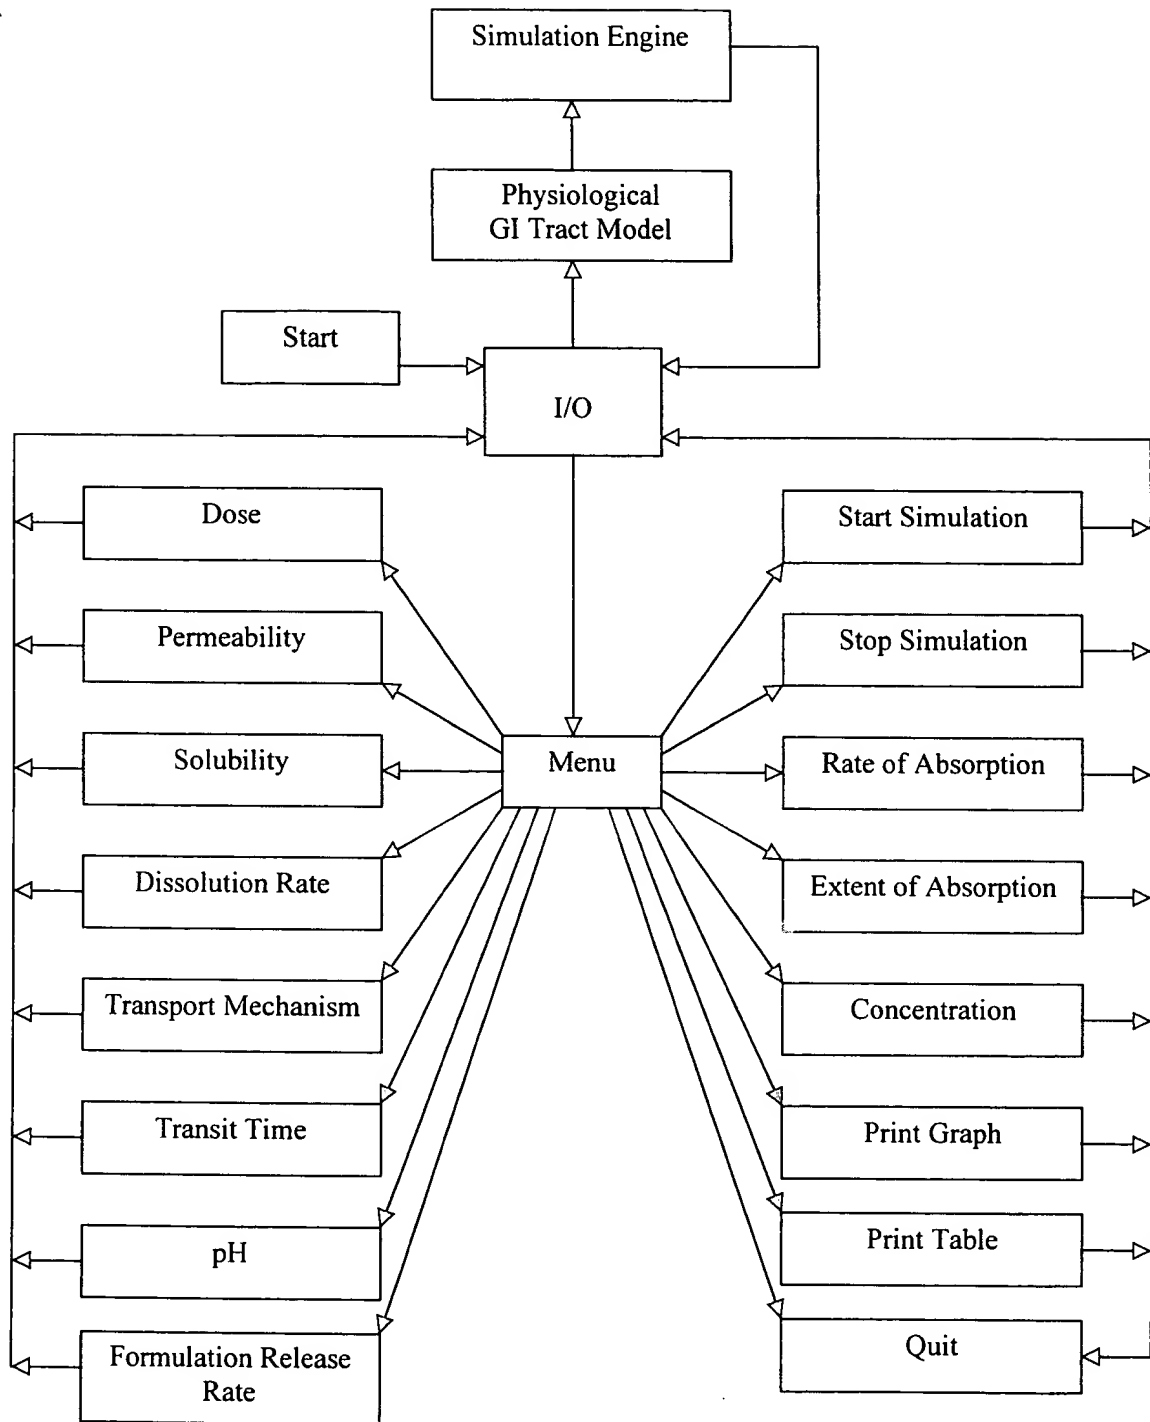 Simulation Engine
Physiological
GI Tract Model
Start
I/O
Dose
Start Simulation
Permeability
Stop Simulation
Solubility
Menu
Rate of Absorption
Dissolution Rate
Extent of Absorption
Transport Mechanism
Concentration
Transit Time
Print Graph
pH
Print Table
Formulation Release
Rate
Quit